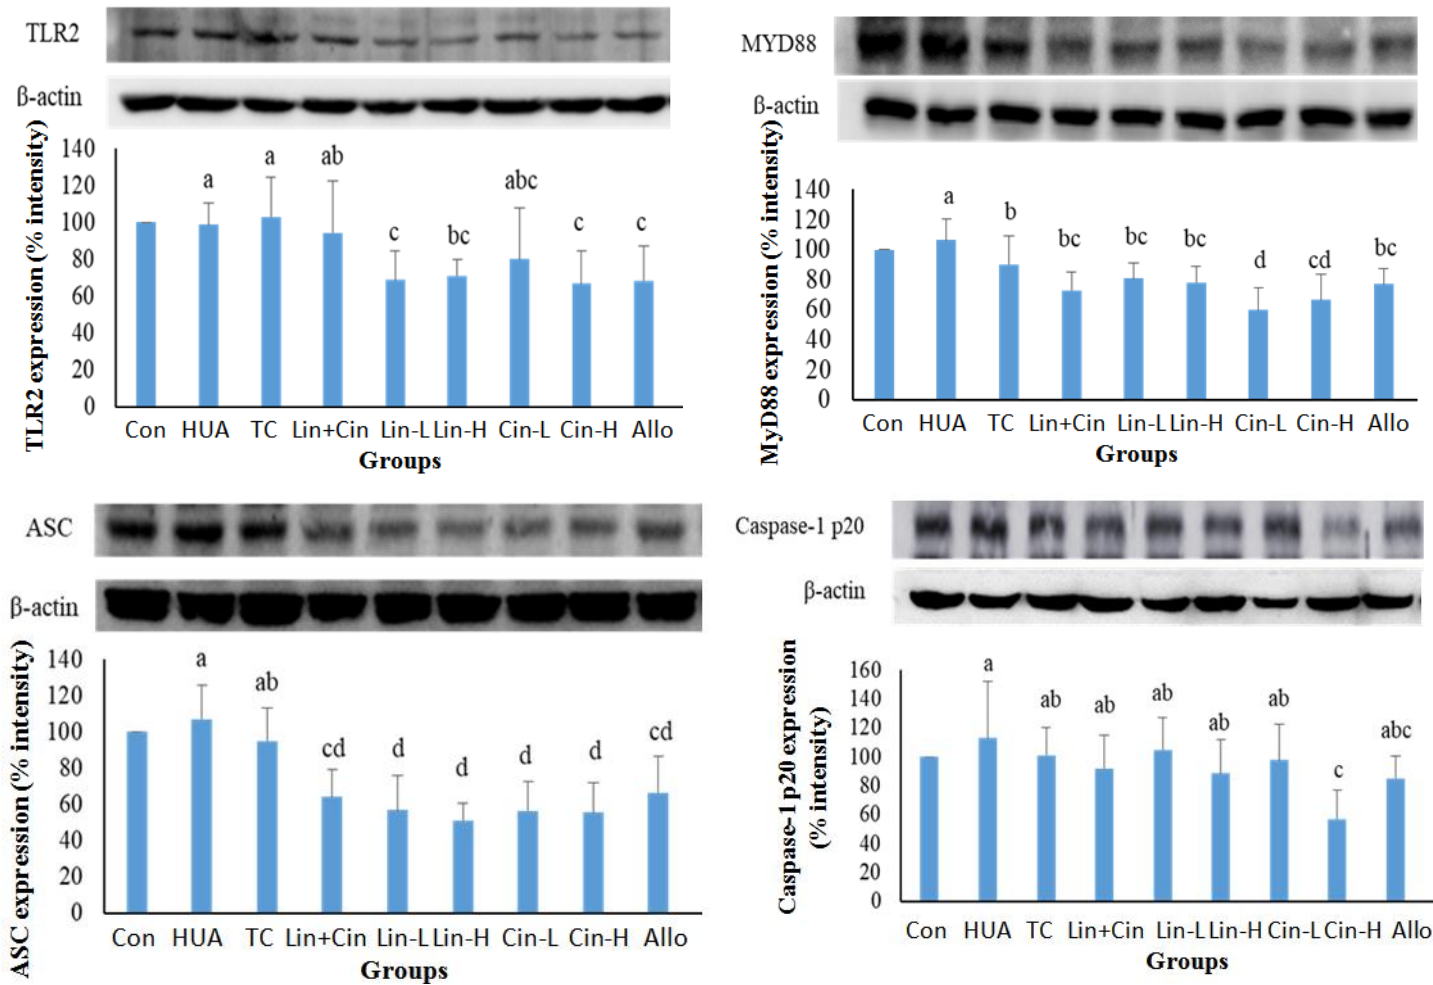 TLR2
β-actin
TLR2 expression (% intensity)
140
120
100
80
60
40
20
0
a
a
ab
c
bc
abc
c
c
Con HUA TC Lin+Cin Lin-L Lin-H Cin-L Cin-H Allo
Groups
MYD88
β-actin
MyD88 expression (% intensity)
140
120
100
80
60
40
20
0
a
b
bc
bc
bc
d
cd
bc
Con HUA TC Lin+Cin Lin-L Lin-H Cin-L Cin-H Allo
Groups
ASC
β-actin
ASC expression (% intensity)
140
120
100
80
60
40
20
0
a
ab
cd
d
d
d
d
cd
Con HUA TC Lin+Cin Lin-L Lin-H Cin-L Cin-H Allo
Groups
Caspase-1 p20
β-actin
Caspase-1 p20 expression
(% intensity)
160
140
120
100
80
60
40
20
0
a
ab
ab
ab
ab
ab
c
abc
Con HUA TC Lin+Cin Lin-L Lin-H Cin-L Cin-H Allo
Groups